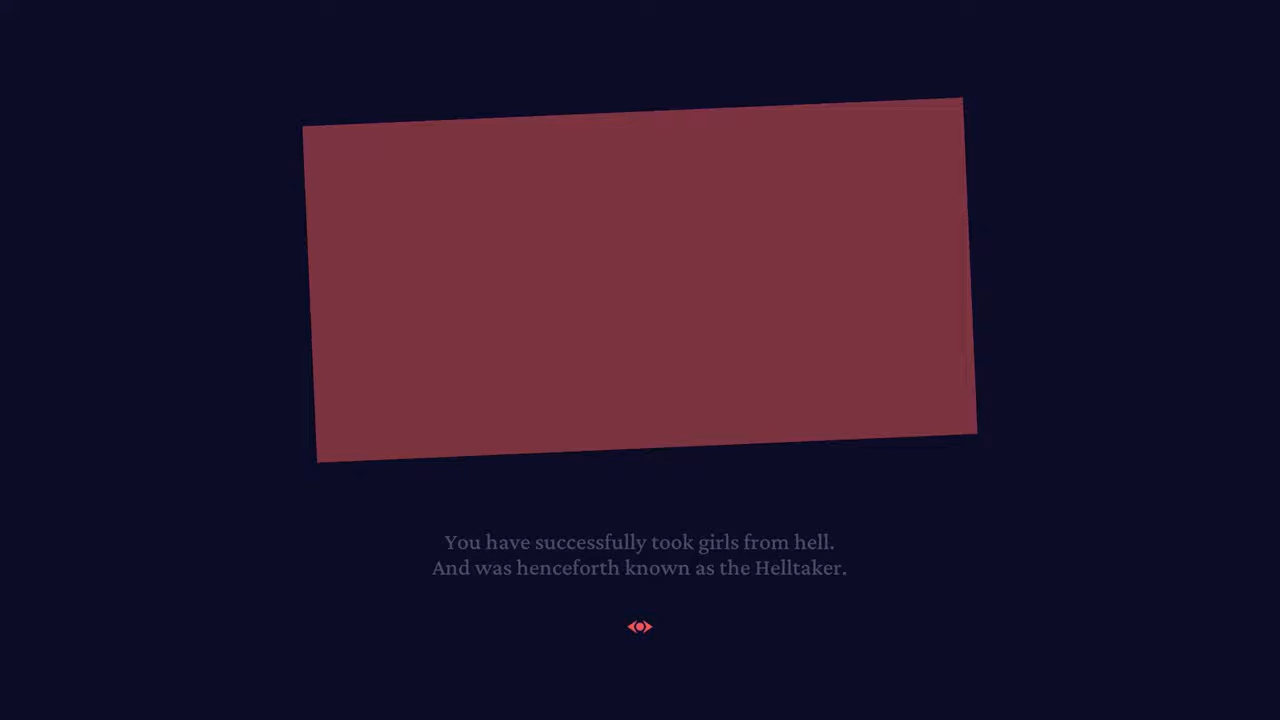 You have successfully took girls from hell.
And was henceforth known as the Helltaker.